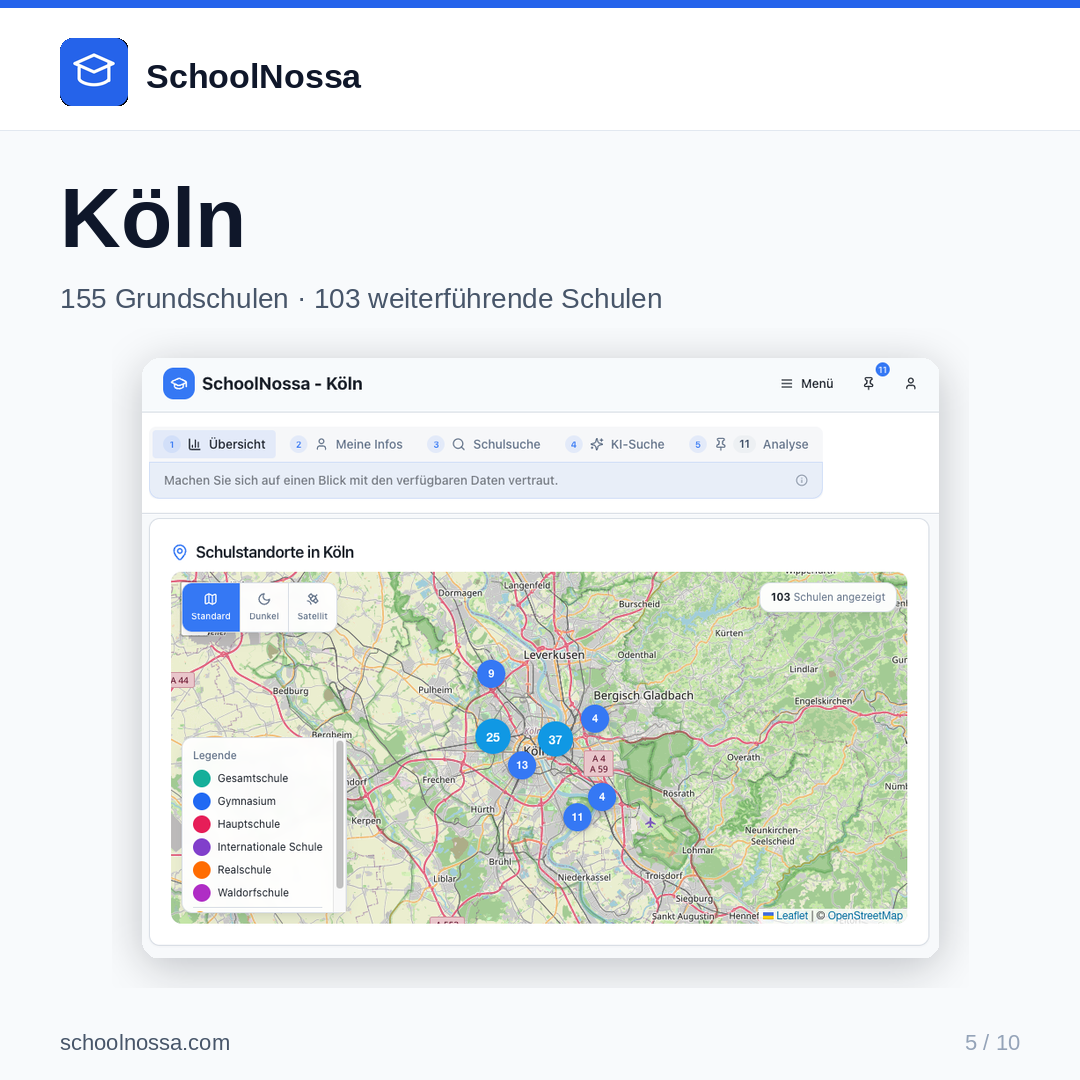 SchoolNossa
Köln
155 Grundschulen · 103 weiterführende Schulen
SchoolNossa - Köln
Menü
11
1 Übersicht
2 Meine Infos
3 Schulsuche
4 KI-Suche
5 11 Analyse
Machen Sie sich auf einen Blick mit den verfügbaren Daten vertraut.
Schulstandorte in Köln
Standard
Dunkel
Satellit
103 Schulen angezeigt
Dormagen
Langenfeld
Burscheid
Kürten
Leverkusen
Odenthal
Lindlar
A 44
Bedburg
Pulheim
9
Bergisch Gladbach
Engelskirchen
4
25
37
Bergheim
Köln
13
A 4
A 59
Overath
Frechen
4
Rösrath
Hürth
11
Kerpen
Neunkirchen-
Seelscheid
Brühl
Lohmar
Liblar
Niederkassel
Troisdorf
Siegburg
Sankt Augustin
Hennef
Legende
Gesamtschule
Gymnasium
Hauptschule
Internationale Schule
Realschule
Waldorfschule
Leaflet | © OpenStreetMap
schoolnossa.com
5 / 10